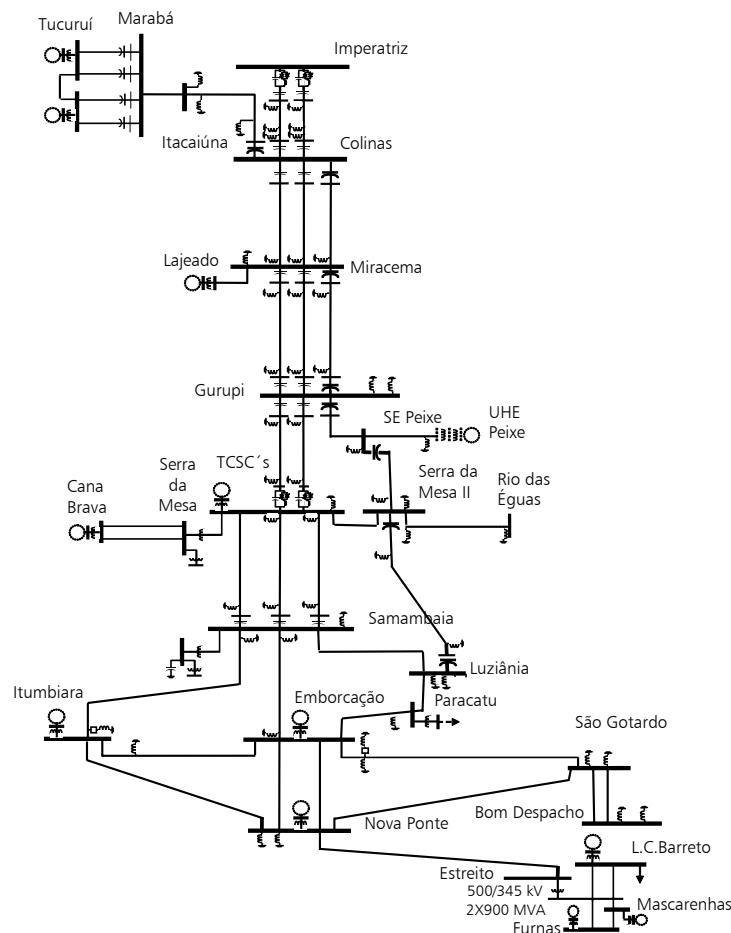 Tucuruí
Marabá
Imperatriz
Itacaiúna
Colinas
Lajeado
Miracema
Gurupi
SE Peixe
UHE
Peixe
Cana
Brava
Serra
da
Mesa
TCSC´s
Serra da
Mesa II
Rio das
Éguas
Samambaia
Luziânia
Itumbiara
Emborcação
Paracatu
São Gotardo
Nova Ponte
Bom Despacho
L.C.Barreto
Estreito
500/345 kV
2X900 MVA
Mascarenhas
Furnas